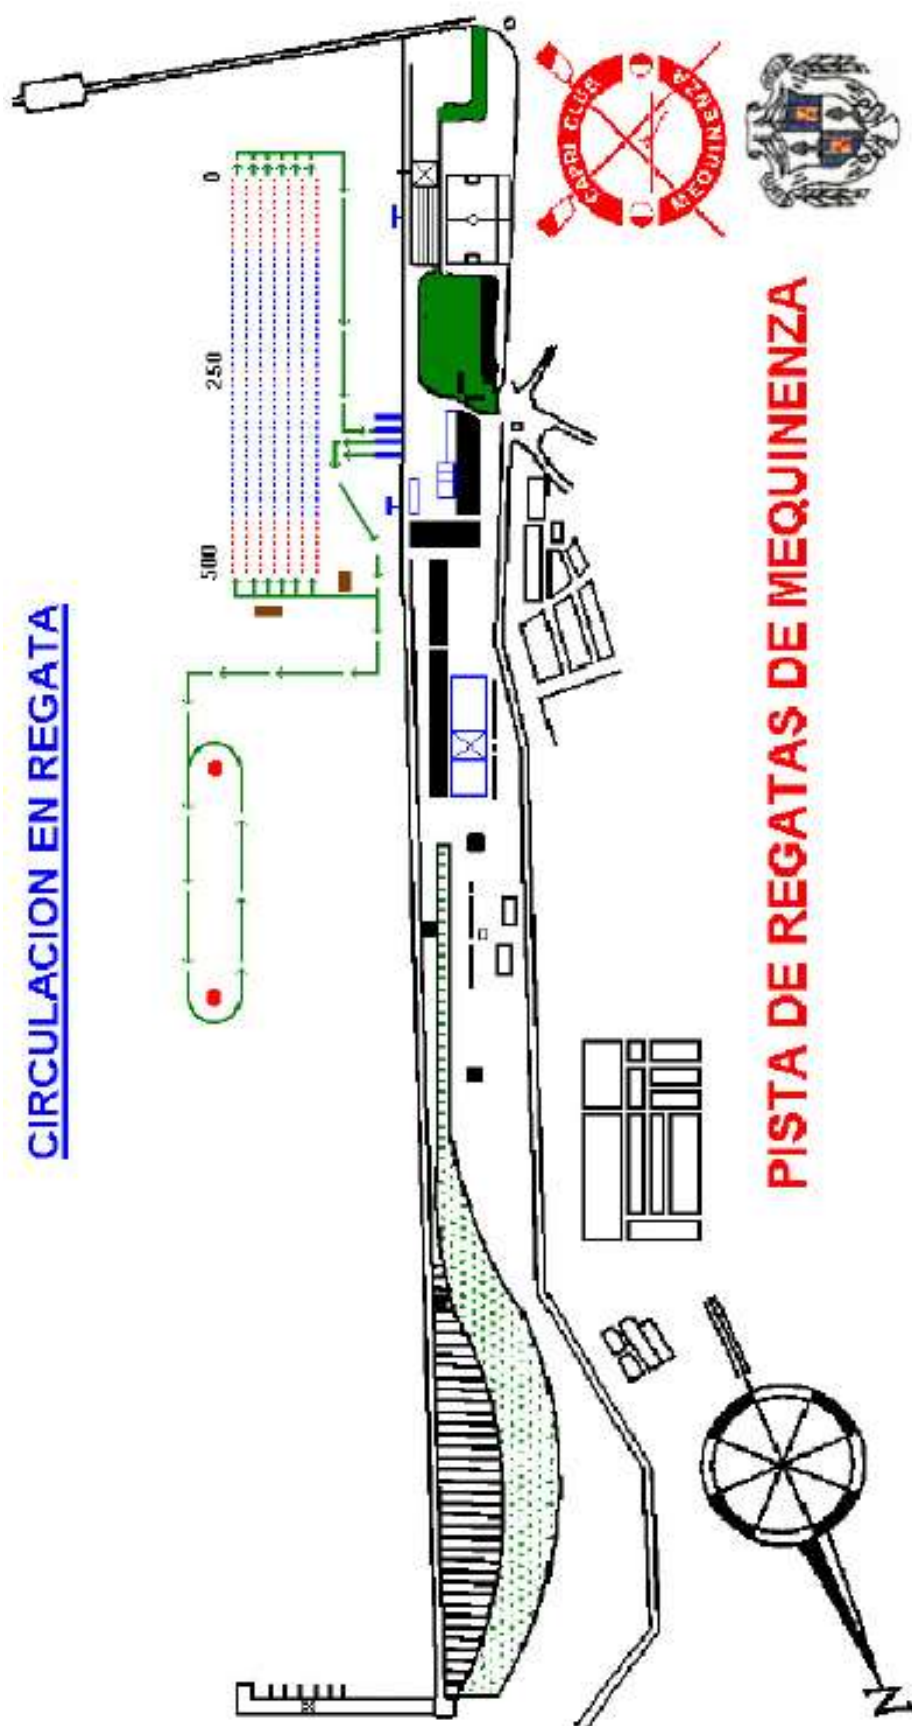 CIRCULACION EN REGATA
500
250
0
CAPRI CLUB
MEQUINENZA
PISTA DE REGATAS DE MEQUINENZA
N